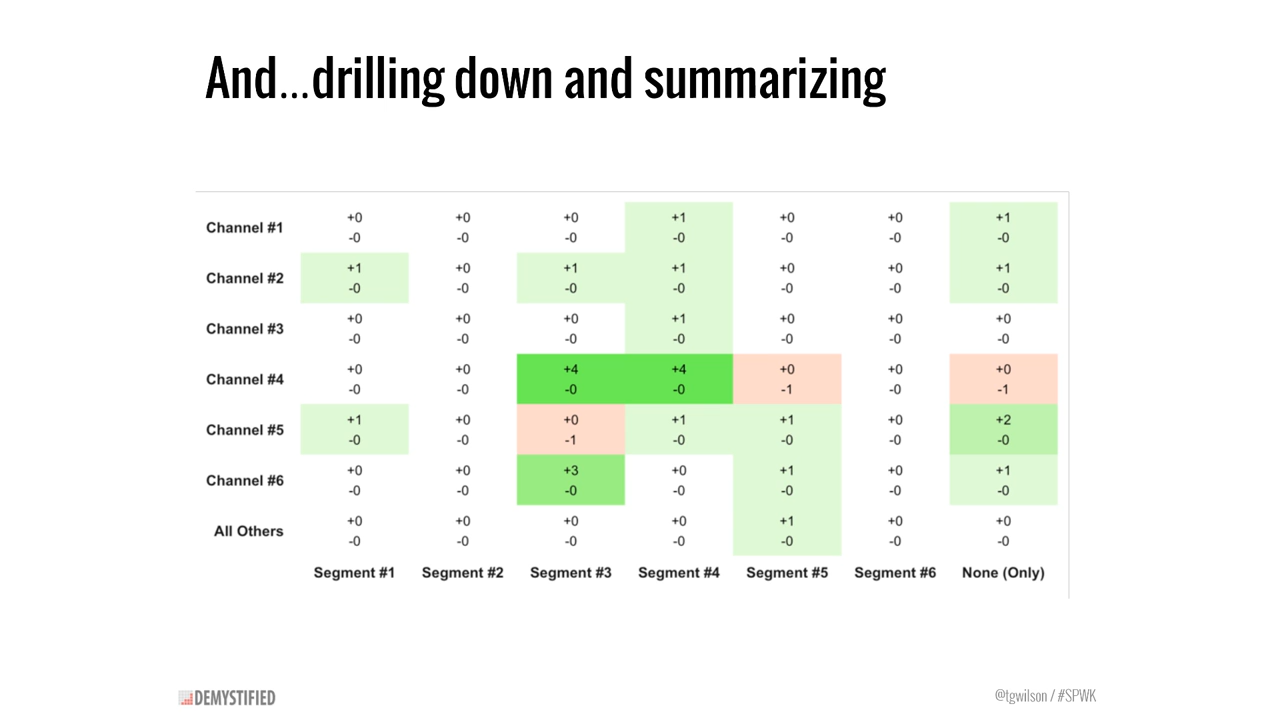 And...drilling down and summarizing
+0 +0 +0 +1 +0 +0 +1
Channel #1
-0 -0 -0 -0 -0 -0 -0
+1 +0 +1 +1 +0 +0 +1
Channel #2
-0 -0 -0 -0 -0 -0 -0
+0 +0 +0 +1 +0 +0 +0
Channel #3
-0 -0 -0 -0 -0 -0 -0
+0 +0 +4 +4 +0 +0 +0
Channel #4
-0 -0 -0 -0 -1 -0 -1
+1 +0 +0 +1 +1 +0 +2
Channel #5
-0 -0 -1 -0 -0 -0 -0
+0 +0 +3 +0 +1 +0 +1
Channel #6
-0 -0 -0 -0 -0 -0 -0
+0 +0 +0 +0 +1 +0 +0
All Others
-0 -0 -0 -0 -0 -0 -0
Segment #1 Segment #2 Segment #3 Segment #4 Segment #5 Segment #6 None (Only)
DEMYSTIFIED
@tgwilson / #SPWK